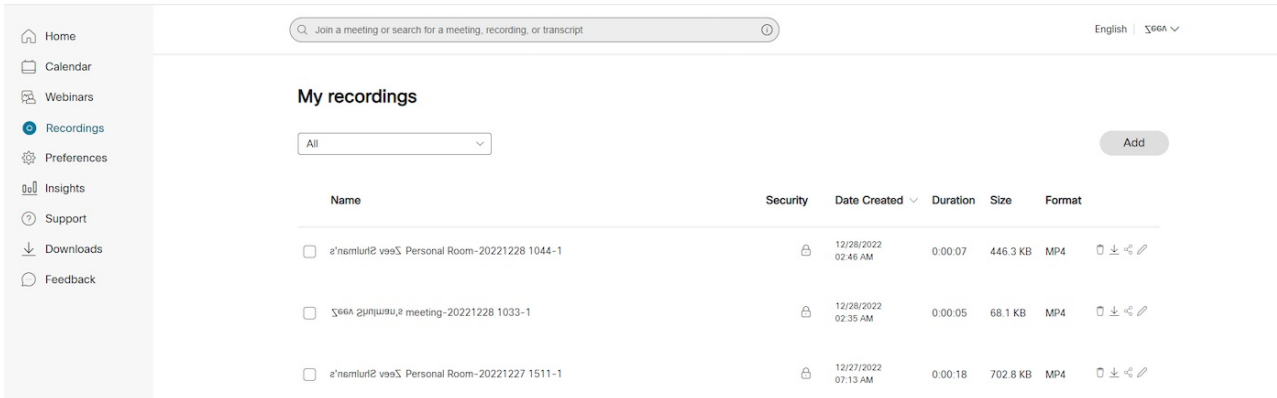 Home
Join a meeting or search for a meeting, recording, or transcript
English
Zeev
Calendar
Webinars
Recordings
Preferences
Insights
Support
Downloads
Feedback
My recordings
All
Add
Name Security Date Created Duration Size Format
Zeev Shulman's Personal Room-20221228 1044-1 12/28/2022 02:46 AM 0:00:07 446.3 KB MP4
Zeev Shulman's meeting-20221228 1033-1 12/28/2022 02:35 AM 0:00:05 68.1 KB MP4
Zeev Shulman's Personal Room-20221227 1511-1 12/27/2022 07:13 AM 0:00:18 702.8 KB MP4